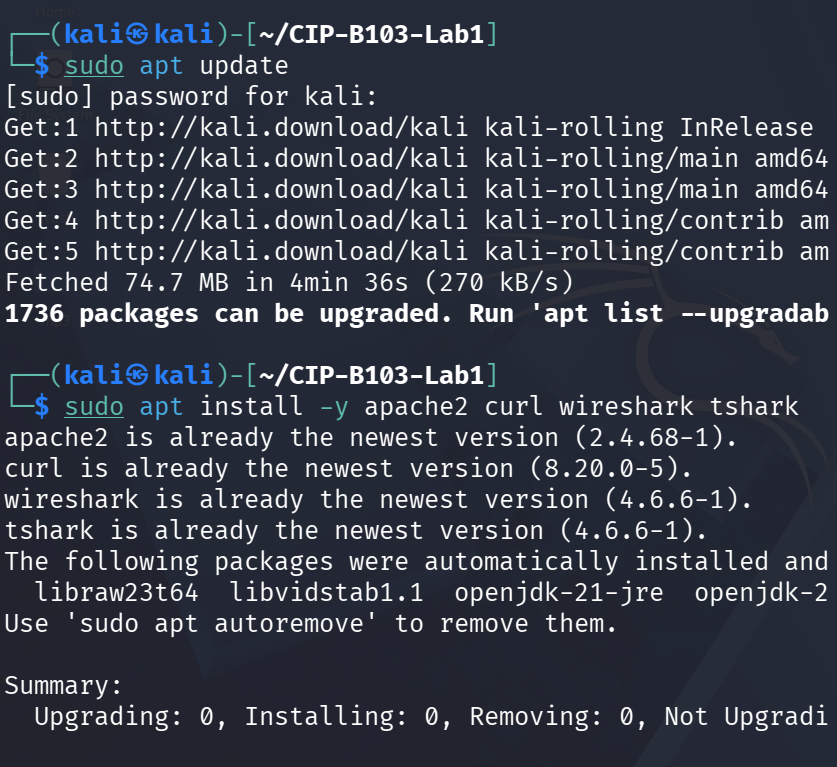 Home
┌──(kali㉿kali)-[~/CIP-B103-Lab1]
└─$ sudo apt update
[sudo] password for kali:
Get:1 http://kali.download/kali kali-rolling InRelease
Get:2 http://kali.download/kali kali-rolling/main amd64
Get:3 http://kali.download/kali kali-rolling/main amd64
Get:4 http://kali.download/kali kali-rolling/contrib am
Get:5 http://kali.download/kali kali-rolling/contrib am
Fetched 74.7 MB in 4min 36s (270 kB/s)
1736 packages can be upgraded. Run 'apt list --upgradab
┌──(kali㉿kali)-[~/CIP-B103-Lab1]
└─$ sudo apt install -y apache2 curl wireshark tshark
apache2 is already the newest version (2.4.68-1).
curl is already the newest version (8.20.0-5).
wireshark is already the newest version (4.6.6-1).
tshark is already the newest version (4.6.6-1).
The following packages were automatically installed and
  libraw23t64  libvidstab1.1  openjdk-21-jre  openjdk-2
Use 'sudo apt autoremove' to remove them.
Summary:
  Upgrading: 0, Installing: 0, Removing: 0, Not Upgradi